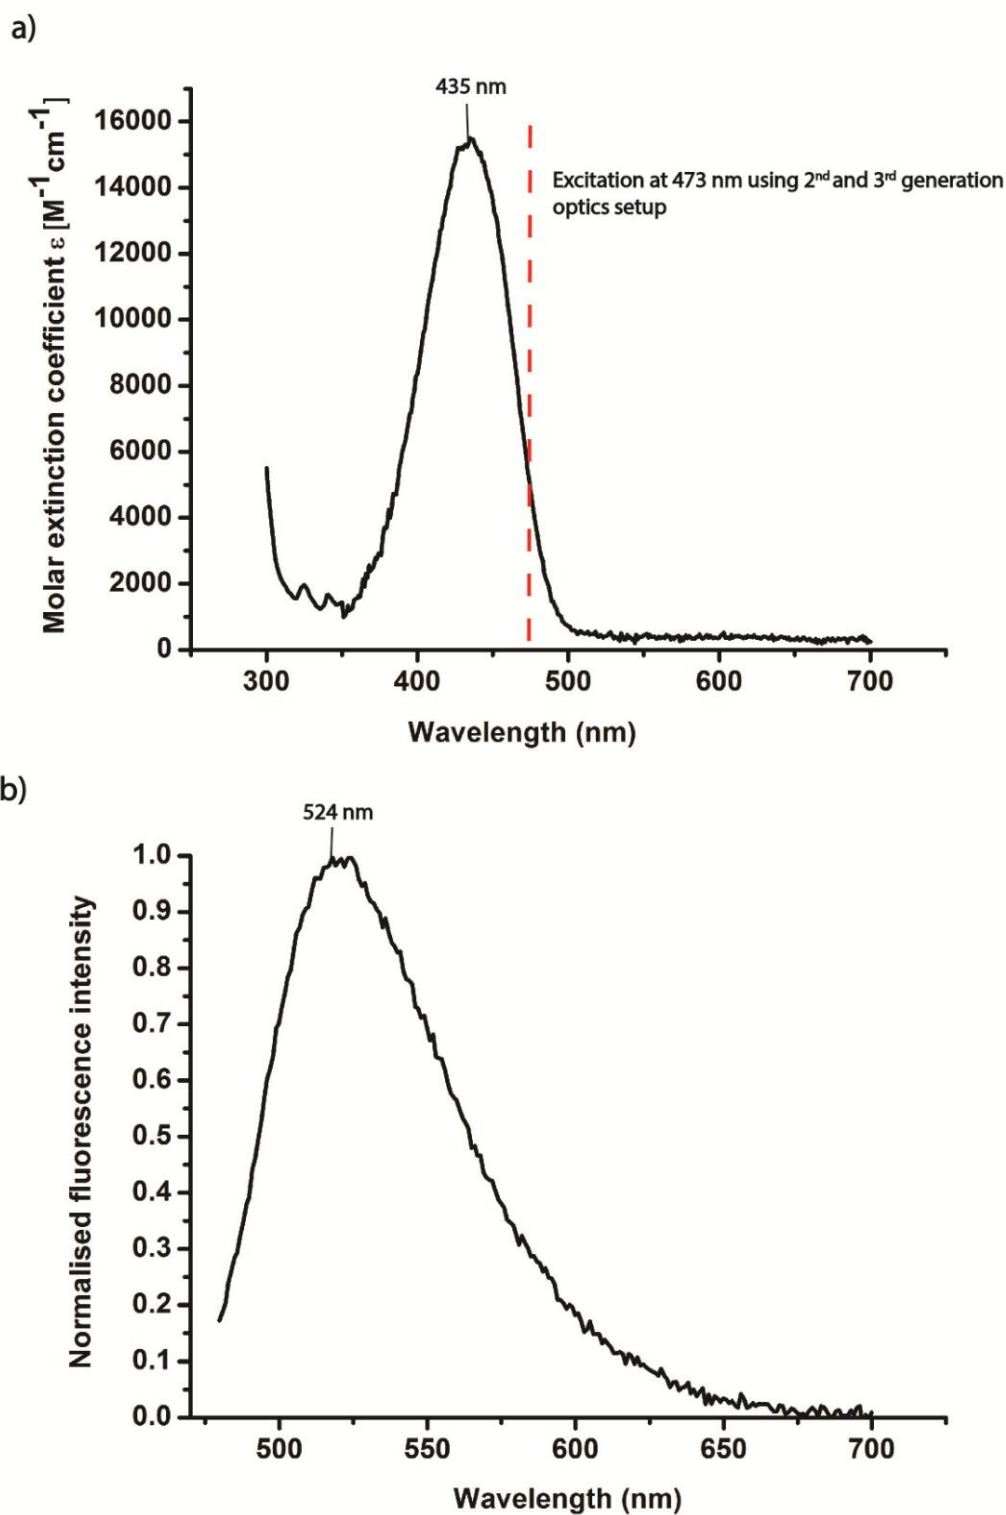 a)
435 nm
Excitation at 473 nm using 2nd and 3rd generation
optics setup
Molar extinction coefficient ε [M-1 cm-1]
16000
14000
12000
10000
8000
6000
4000
2000
0
300 400 500 600 700
Wavelength (nm)
b)
524 nm
Normalised fluorescence intensity
1.0
0.9
0.8
0.7
0.6
0.5
0.4
0.3
0.2
0.1
0.0
500 550 600 650 700
Wavelength (nm)